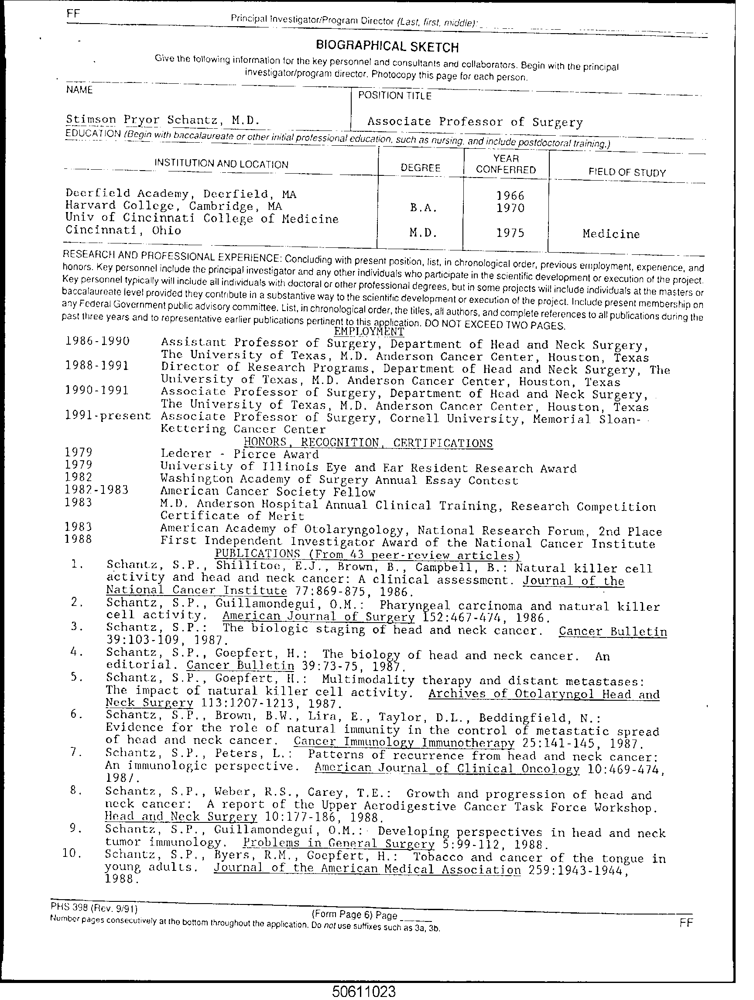 FF
Principal Investigator/Program Director (Last, first, middle):
BIOGRAPHICAL SKETCH
Give the following information for the key personnel and consultants and collaborators. Begin with the principal
investigator/program director. Photocopy this page for each person.
NAME
POSITION TITLE
Stimson Pryor Schantz, M.D.
Associate Professor of Surgery
EDUCATION (Begin with baccalaureate or other initial professional education, such as nursing, and include postdoctoral training.)
INSTITUTION AND LOCATION
DEGREE
YEAR
CONFERRED
FIELD OF STUDY
Deerfield Academy, Deerfield, MA 1966
Harvard College, Cambridge, MA B.A. 1970
Univ of Cincinnati College of Medicine
Cincinnati, Ohio M.D. 1975 Medicine
RESEARCH AND PROFESSIONAL EXPERIENCE: Concluding with present position, list, in chronological order, previous employment, experience, and
honors. Key personnel include the principal investigator and any other individuals who participate in the scientific development or execution of the project.
Key personnel typically will include all individuals with doctoral or other professional degrees, but in some projects will include individuals at the masters or
baccalaureate level provided they contribute in a substantive way to the scientific development or execution of the project. Include present membership on
any Federal Government public advisory committee. List, in chronological order, the titles, all authors, and complete references to all publications during the
past three years and to representative earlier publications pertinent to this application. DO NOT EXCEED TWO PAGES.
EMPLOYMENT
1986-1990 Assistant Professor of Surgery, Department of Head and Neck Surgery,
The University of Texas, M.D. Anderson Cancer Center, Houston, Texas
1988-1991 Director of Research Programs, Department of Head and Neck Surgery, The
University of Texas, M.D. Anderson Cancer Center, Houston, Texas
1990-1991 Associate Professor of Surgery, Department of Head and Neck Surgery,
The University of Texas, M.D. Anderson Cancer Center, Houston, Texas
1991-present Associate Professor of Surgery, Cornell University, Memorial Sloan-
Kettering Cancer Center
HONORS, RECOGNITION, CERTIFICATIONS
1979 Lederer - Pierce Award
1979 University of Illinois Eye and Ear Resident Research Award
1982 Washington Academy of Surgery Annual Essay Contest
1982-1983 American Cancer Society Fellow
1983 M.D. Anderson Hospital Annual Clinical Training, Research Competition
Certificate of Merit
1983 American Academy of Otolaryngology, National Research Forum, 2nd Place
1988 First Independent Investigator Award of the National Cancer Institute
PUBLICATIONS (From 43 peer-review articles)
1. Schantz, S.P., Shillitoe, E.J., Brown, B., Campbell, B.: Natural killer cell
activity and head and neck cancer: A clinical assessment. Journal of the
National Cancer Institute 77:869-875, 1986.
2. Schantz, S.P., Guillamondegui, O.M.: Pharyngeal carcinoma and natural killer
cell activity. American Journal of Surgery 152:467-474, 1986.
3. Schantz, S.P.: The biologic staging of head and neck cancer. Cancer Bulletin
39:103-109, 1987.
4. Schantz, S.P., Goepfert, H.: The biology of head and neck cancer. An
editorial. Cancer Bulletin 39:73-75, 1987.
5. Schantz, S.P., Goepfert, H.: Multimodality therapy and distant metastases:
The impact of natural killer cell activity. Archives of Otolaryngol Head and
Neck Surgery 113:1207-1213, 1987.
6. Schantz, S.P., Brown, B.W., Lira, E., Taylor, D.L., Beddingfield, N.:
Evidence for the role of natural immunity in the control of metastatic spread
of head and neck cancer. Cancer Immunology Immunotherapy 25:141-145, 1987.
7. Schantz, S.P., Peters, L.: Patterns of recurrence from head and neck cancer:
An immunologic perspective. American Journal of Clinical Oncology 10:469-474,
1987.
8. Schantz, S.P., Weber, R.S., Carey, T.E.: Growth and progression of head and
neck cancer: A report of the Upper Aerodigestive Cancer Task Force Workshop.
Head and Neck Surgery 10:177-186, 1988.
9. Schantz, S.P., Guillamondegui, O.M.: Developing perspectives in head and neck
tumor immunology. Problems in General Surgery 5:99-112, 1988.
10. Schantz, S.P., Byers, R.M., Goepfert, H.: Tobacco and cancer of the tongue in
young adults. Journal of the American Medical Association 259:1943-1944,
1988.
PHS 398 (Rev. 9/91)
(Form Page 6) Page
Number pages consecutively at the bottom throughout the application. Do not use suffixes such as 3a, 3b.
FF
50611023